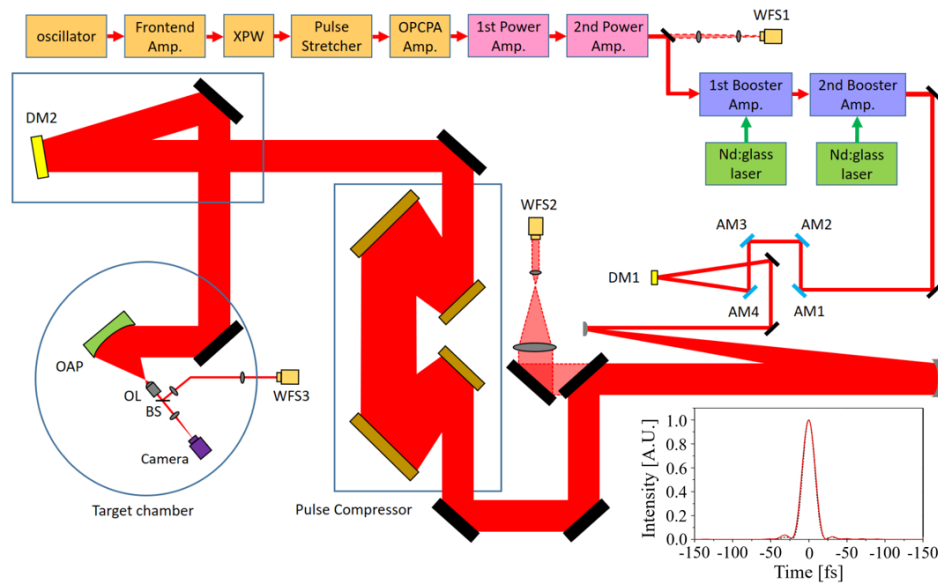 oscillator
Frontend
Amp.
XPW
Pulse
Stretcher
OPCPA
Amp.
1st Power
Amp.
2nd Power
Amp.
WFS1
1st Booster
Amp.
2nd Booster
Amp.
Nd:glass
laser
Nd:glass
laser
DM2
WFS2
AM3
AM2
DM1
AM4
AM1
OAP
OL
BS
WFS3
Camera
Target chamber
Pulse Compressor
Intensity [A.U.]
1.0
0.8
0.6
0.4
0.2
0.0
-150 -100 -50 0 -50 -100 -150
Time [fs]